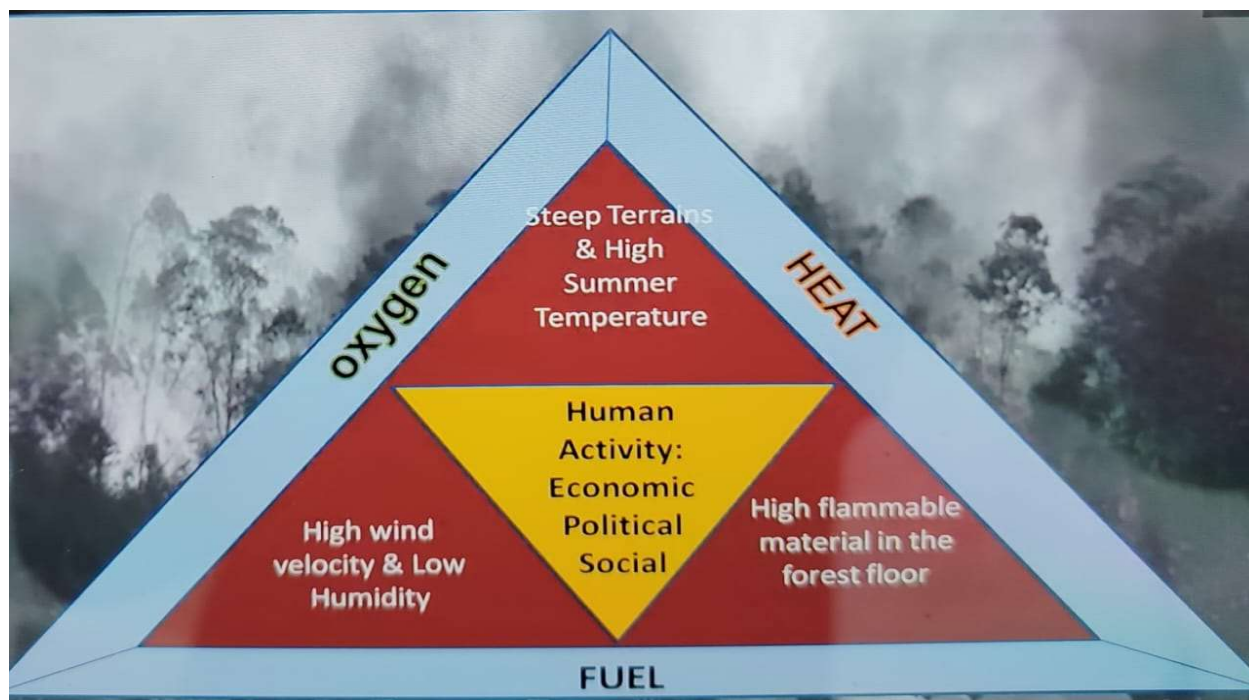 oxygen
HEAT
Steep Terrains
& High
Summer
Temperature
Human
Activity:
Economic
Political
Social
High wind
velocity & Low
Humidity
High flammable
material in the
forest floor
FUEL